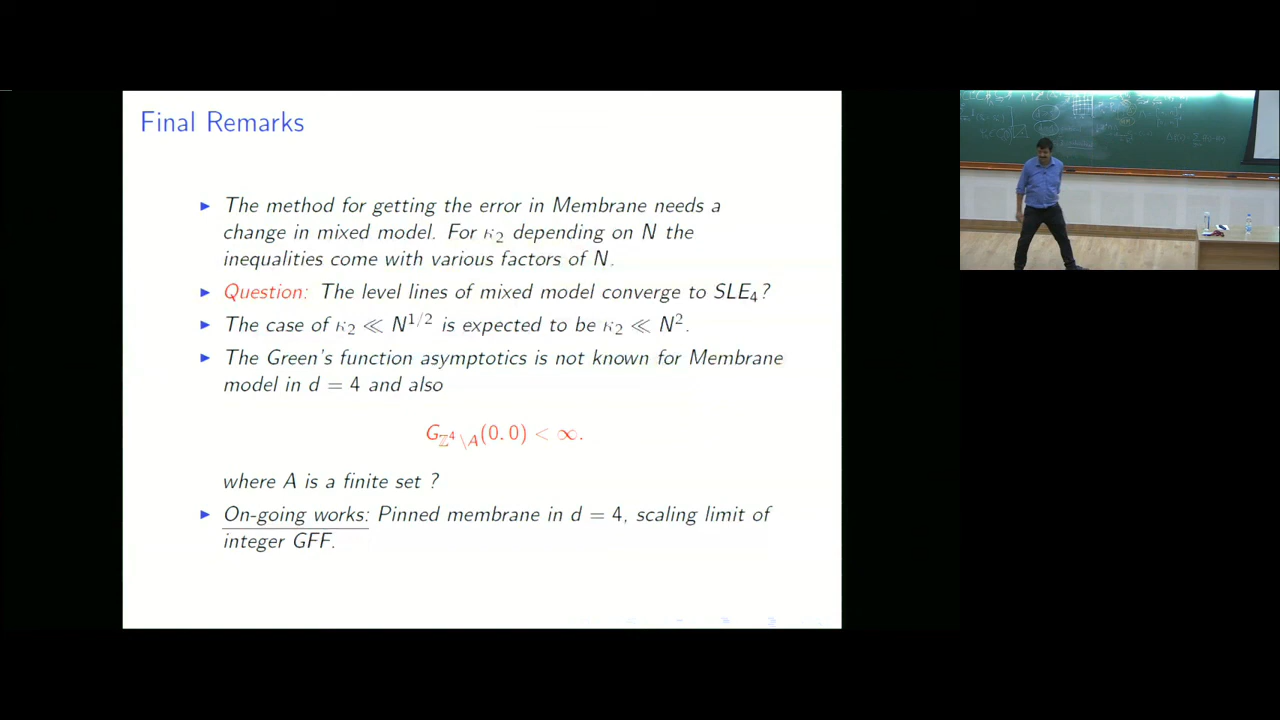 Final Remarks
▶ The method for getting the error in Membrane needs a
change in mixed model. For κ₂ depending on N the
inequalities come with various factors of N.
▶ Question: The level lines of mixed model converge to SLE₄?
▶ The case of κ₂ ≪ N^{1/2} is expected to be κ₂ ≪ N².
▶ The Green's function asymptotics is not known for Membrane
model in d = 4 and also
G_{ℤ⁴\A}(0, 0) < ∞.
where A is a finite set ?
▶ On-going works: Pinned membrane in d = 4, scaling limit of
integer GFF.